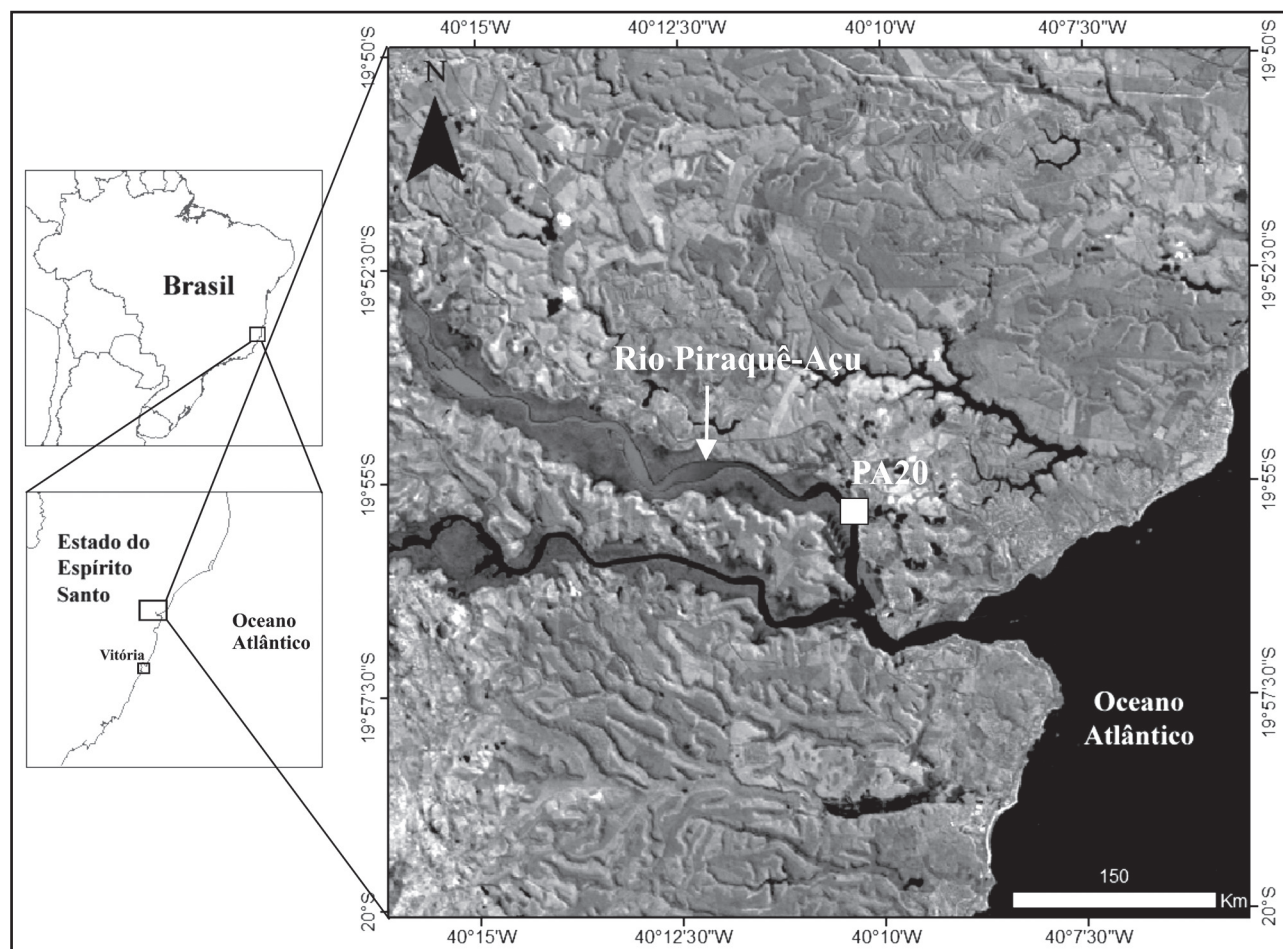 40°15'W
40°12'30"W
40°10'W
40°7'30"W
19°50'S
19°50'S
N
Brasil
19°52'30"S
19°52'30"S
Rio Piraquê-Açu
PA20
19°55'S
19°55'S
Estado do
Espírito
Santo
Oceano
Atlântico
Vitória
19°57'30"S
19°57'30"S
Oceano
Atlântico
150
Km
20°S
20°S
40°15'W
40°12'30"W
40°10'W
40°7'30"W